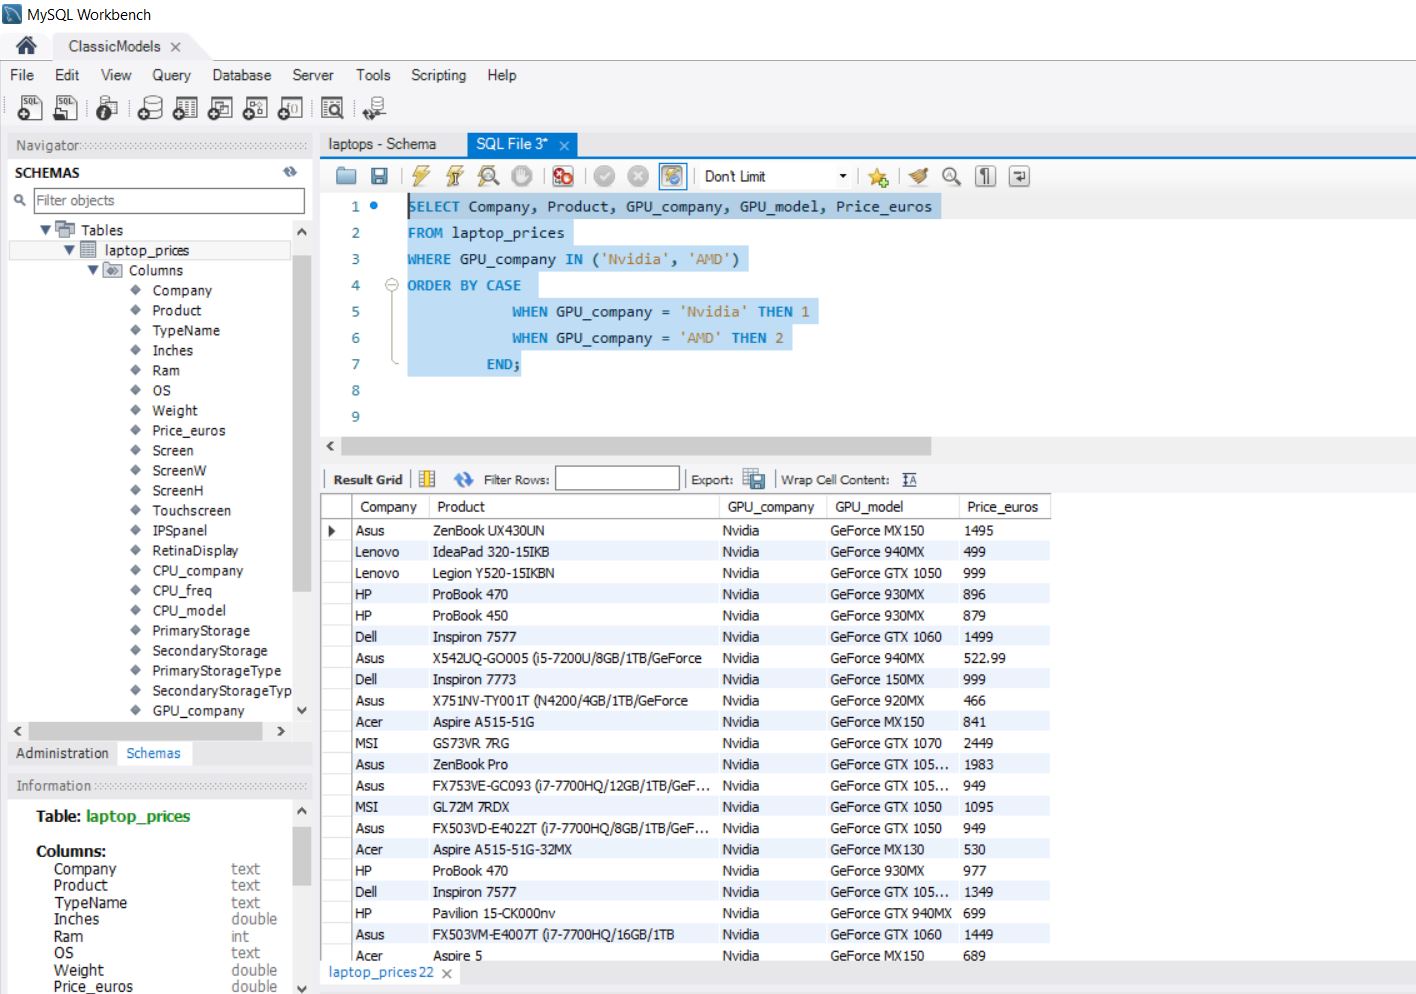 MySQL Workbench
ClassicModels
File Edit View Query Database Server Tools Scripting Help
Navigator
SCHEMAS
Filter objects
Tables
laptop_prices
Columns
Company
Product
TypeName
Inches
Ram
OS
Weight
Price_euros
Screen
ScreenW
ScreenH
Touchscreen
IPSpanel
RetinaDisplay
CPU_company
CPU_freq
CPU_model
PrimaryStorage
SecondaryStorage
PrimaryStorageType
SecondaryStorageTyp
GPU_company
Administration Schemas
Information
Table: laptop_prices
Columns:
Company text
Product text
TypeName text
Inches double
Ram int
OS text
Weight double
Price_euros double
laptops - Schema SQL File 3*
Don't Limit
1 SELECT Company, Product, GPU_company, GPU_model, Price_euros
2 FROM laptop_prices
3 WHERE GPU_company IN ('Nvidia', 'AMD')
4 ORDER BY CASE
5 WHEN GPU_company = 'Nvidia' THEN 1
6 WHEN GPU_company = 'AMD' THEN 2
7 END;
8
9
Result Grid Filter Rows: Export: Wrap Cell Content:
Company Product GPU_company GPU_model Price_euros
Asus ZenBook UX430UN Nvidia GeForce MX150 1495
Lenovo IdeaPad 320-15IKB Nvidia GeForce 940MX 499
Lenovo Legion Y520-15IKBN Nvidia GeForce GTX 1050 999
HP ProBook 470 Nvidia GeForce 930MX 896
HP ProBook 450 Nvidia GeForce 930MX 879
Dell Inspiron 7577 Nvidia GeForce GTX 1060 1499
Asus X542UQ-GO005 (i5-7200U/8GB/1TB/GeForce Nvidia GeForce 940MX 522.99
Dell Inspiron 7773 Nvidia GeForce 150MX 999
Asus X751NV-TY001T (N4200/4GB/1TB/GeForce Nvidia GeForce 920MX 466
Acer Aspire A515-51G Nvidia GeForce MX150 841
MSI GS73VR 7RG Nvidia GeForce GTX 1070 2449
Asus ZenBook Pro Nvidia GeForce GTX 105... 1983
Asus FX753VE-GC093 (i7-7700HQ/12GB/1TB/GeF... Nvidia GeForce GTX 105... 949
MSI GL72M 7RDX Nvidia GeForce GTX 1050 1095
Asus FX503VD-E4022T (i7-7700HQ/8GB/1TB/GeF... Nvidia GeForce GTX 1050 949
Acer Aspire A515-51G-32MX Nvidia GeForce MX130 530
HP ProBook 470 Nvidia GeForce 930MX 977
Dell Inspiron 7577 Nvidia GeForce GTX 105... 1349
HP Pavilion 15-CK000nv Nvidia GeForce GTX 940MX 699
Asus FX503VM-E4007T (i7-7700HQ/16GB/1TB Nvidia GeForce GTX 1060 1449
Acer Aspire 5 Nvidia GeForce MX150 689
laptop_prices 22